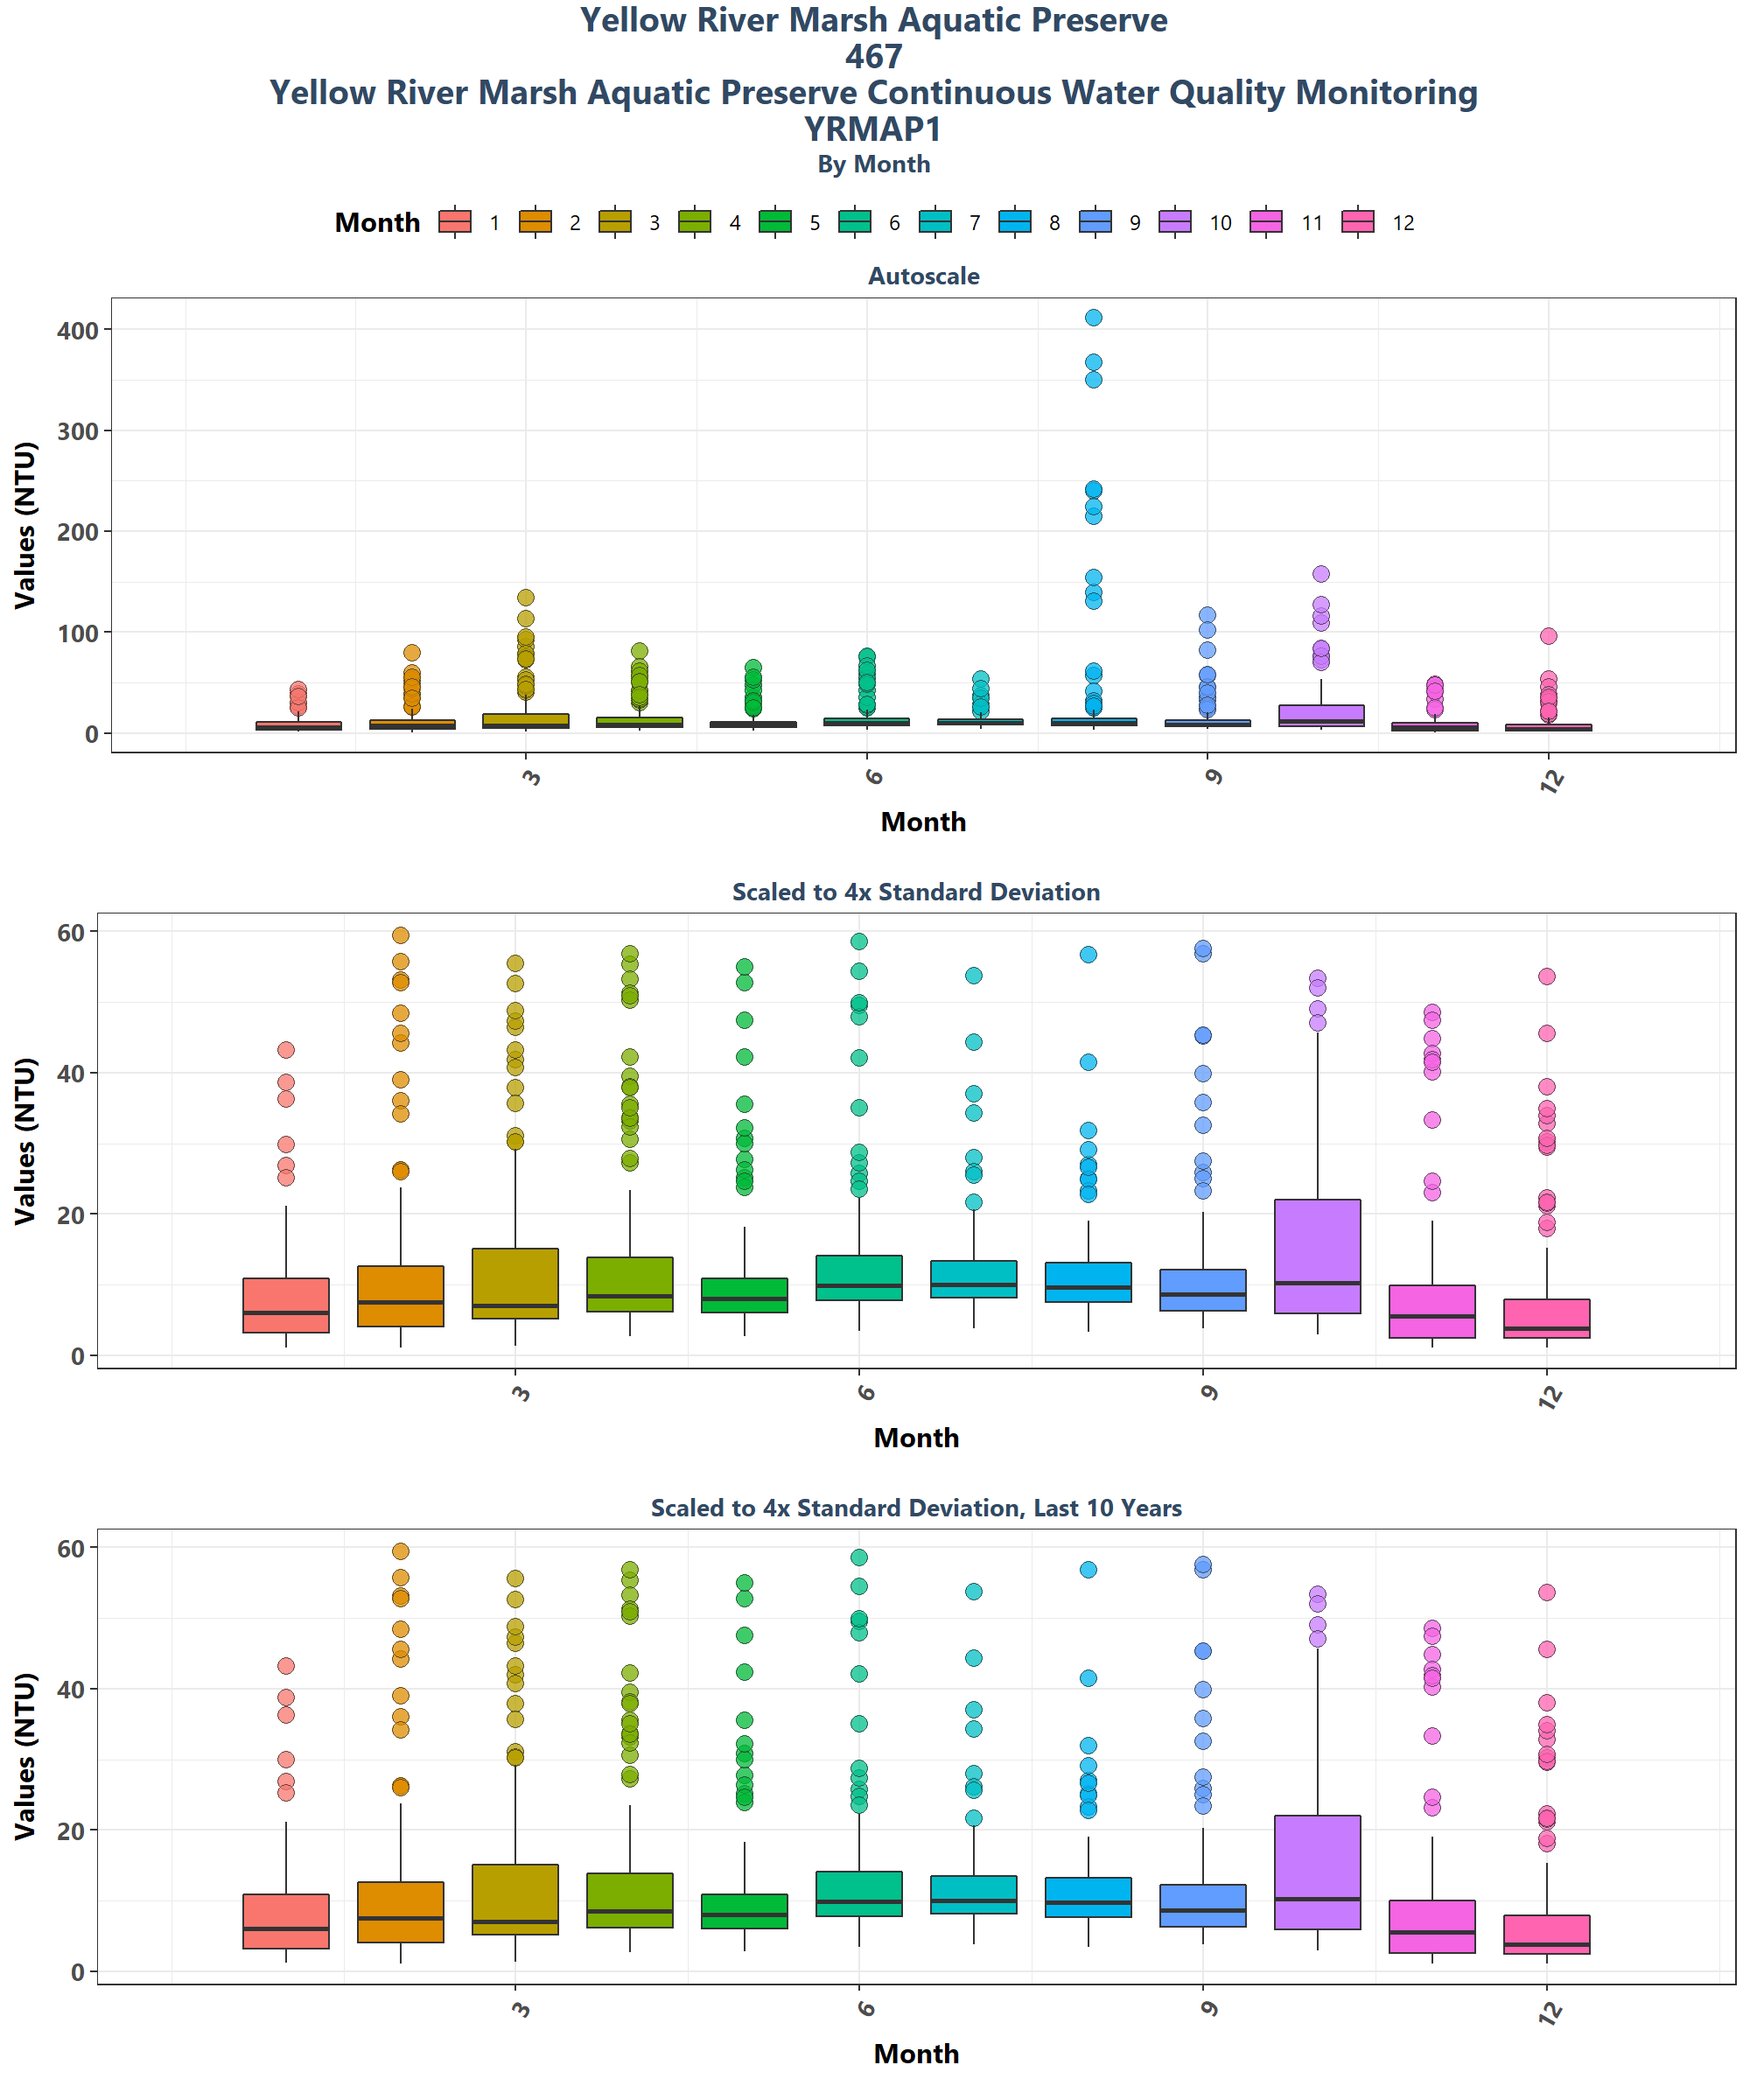 Yellow River Marsh Aquatic Preserve
467
Yellow River Marsh Aquatic Preserve Continuous Water Quality Monitoring
YRMAP1
By Month
Month 1 2 3 4 5 6 7 8 9 10 11 12
Autoscale
Values (NTU)
400
300
200
100
0
3 6 9 12
Month
Scaled to 4x Standard Deviation
Values (NTU)
60
40
20
0
3 6 9 12
Month
Scaled to 4x Standard Deviation, Last 10 Years
Values (NTU)
60
40
20
0
3 6 9 12
Month